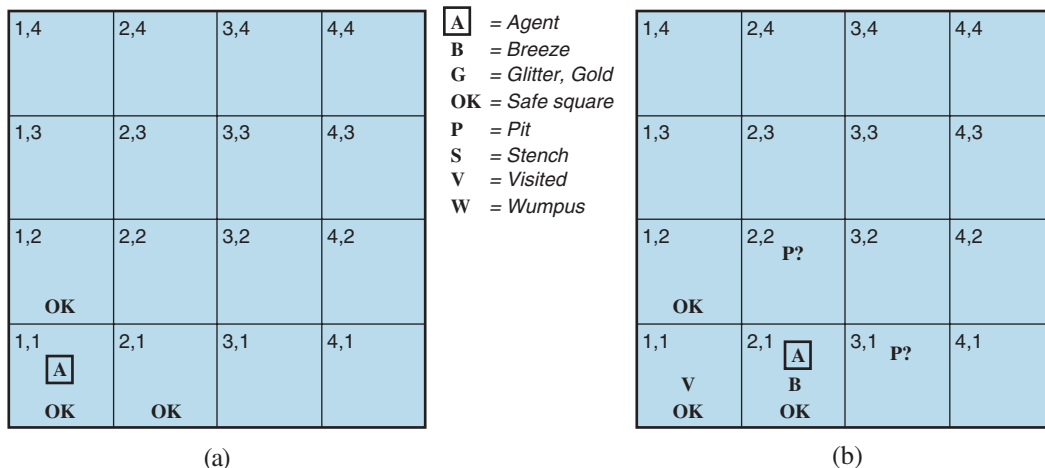 1,4 2,4 3,4 4,4
1,3 2,3 3,3 4,3
1,2 2,2 3,2 4,2
OK
1,1 2,1 3,1 4,1
A
OK OK
(a)
A = Agent
B = Breeze
G = Glitter, Gold
OK = Safe square
P = Pit
S = Stench
V = Visited
W = Wumpus
1,4 2,4 3,4 4,4
1,3 2,3 3,3 4,3
1,2 2,2 3,2 4,2
P?
OK
1,1 2,1 3,1 4,1
A P?
V B
OK OK
(b)